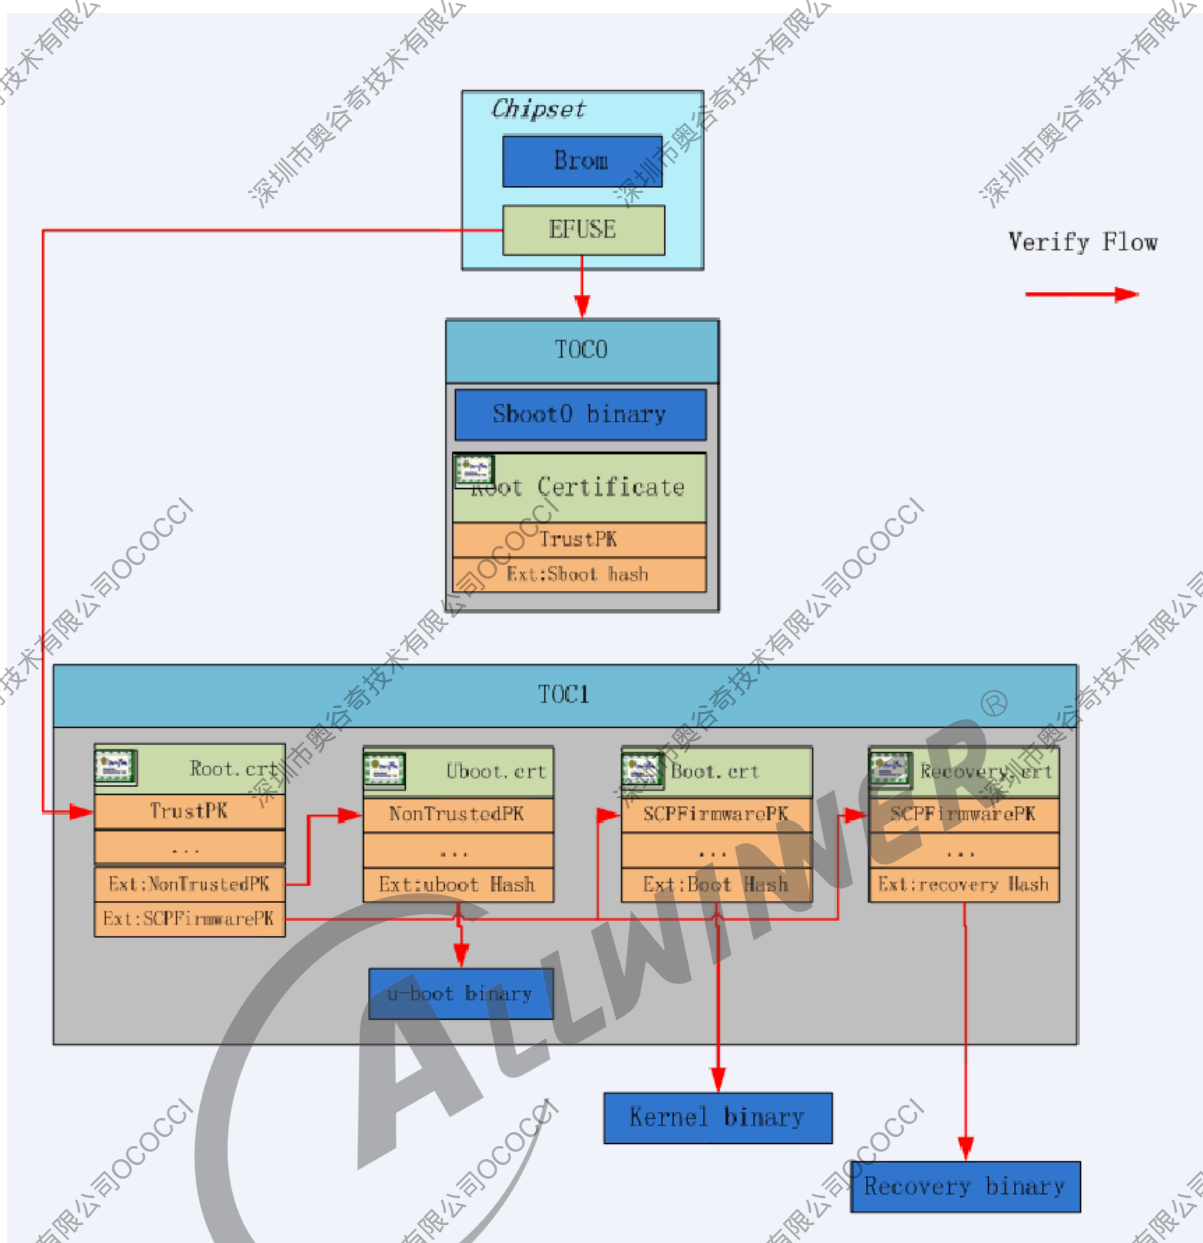 Chipset
Brom
EFUSE
Verify Flow
TOC0
Sboot0 binary
Root Certificate
TrustPK
Ext:Sboot hash
TOC1
Root.crt
TrustPK
...
Ext:NonTrustedPK
Ext:SCPFirmwarePK
Uboot.crt
NonTrustedPK
...
Ext:uboot Hash
Boot.crt
SCPFirmwarePK
...
Ext:Boot Hash
Recovery.crt
SCPFirmwarePK
...
Ext:recovery Hash
u-boot binary
Kernel binary
Recovery binary
ALLWINNER®
深圳市奥谷奇技术有限公司OCOCCI